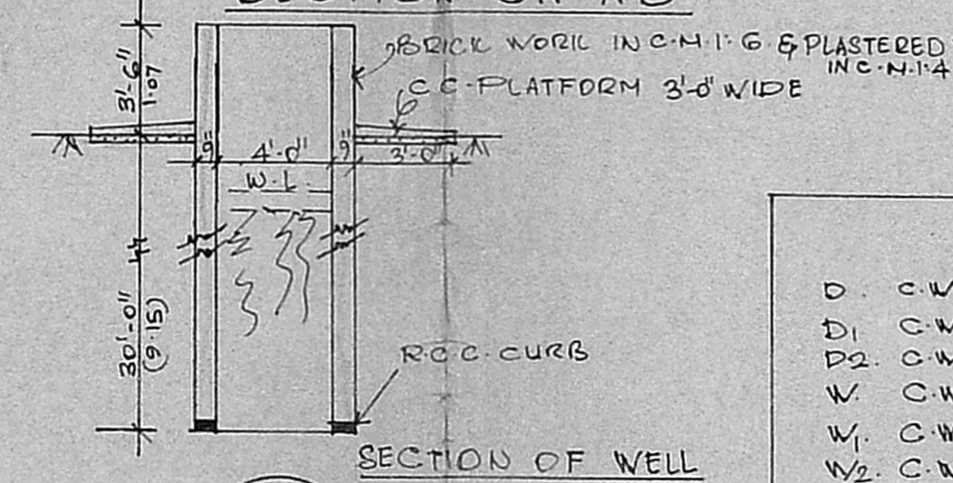 BRICK WORK IN C.M.1:6 & PLASTERED
IN C.M.1:4
C C.PLATFORM 3'-0" WIDE
3'-6"
1.07
9"
4'-0"
9"
3'-0"
W.L
30'-0"
(9.15)
R.C.C.CURB
SECTION OF WELL
D. C.W
D1 C.W
D2. C.W
W. C.W
W1. C.W
W2. C.W